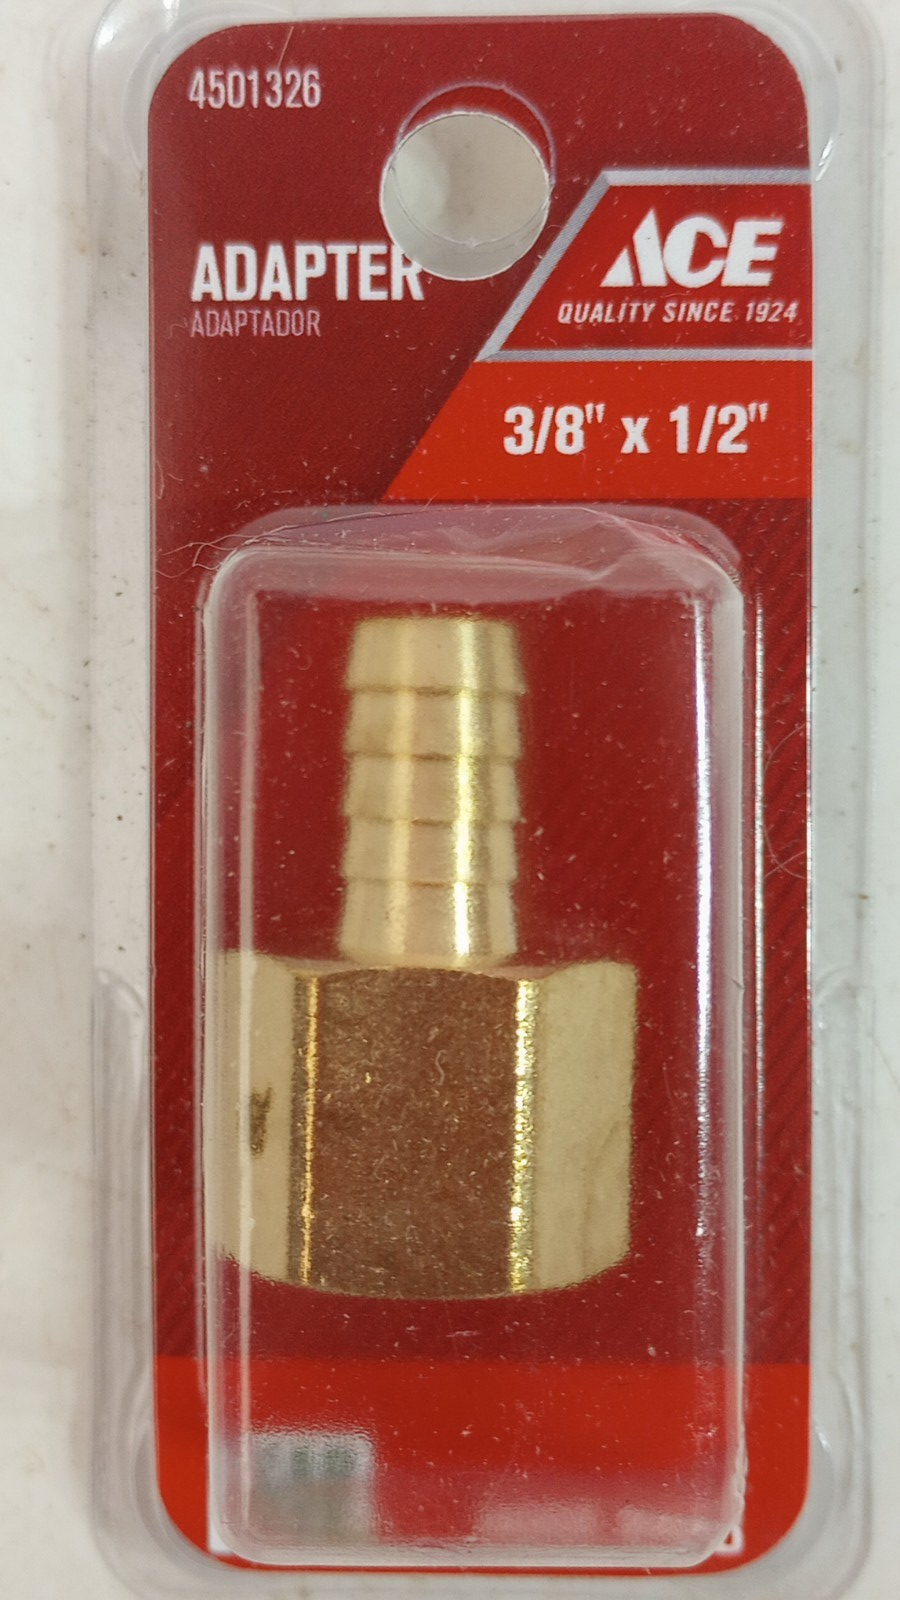 4501326
ADAPTER
ADAPTADOR
ACE
QUALITY SINCE 1924
3/8" x 1/2"